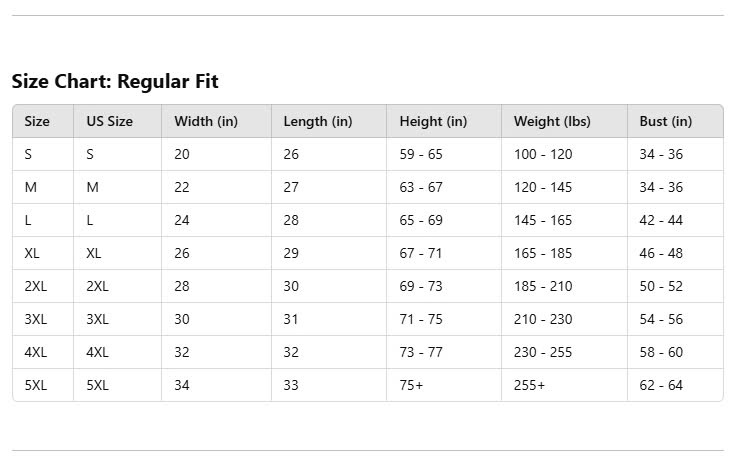 Size Chart: Regular Fit
Size US Size Width (in) Length (in) Height (in) Weight (lbs) Bust (in)
S S 20 26 59 - 65 100 - 120 34 - 36
M M 22 27 63 - 67 120 - 145 34 - 36
L L 24 28 65 - 69 145 - 165 42 - 44
XL XL 26 29 67 - 71 165 - 185 46 - 48
2XL 2XL 28 30 69 - 73 185 - 210 50 - 52
3XL 3XL 30 31 71 - 75 210 - 230 54 - 56
4XL 4XL 32 32 73 - 77 230 - 255 58 - 60
5XL 5XL 34 33 75+ 255+ 62 - 64